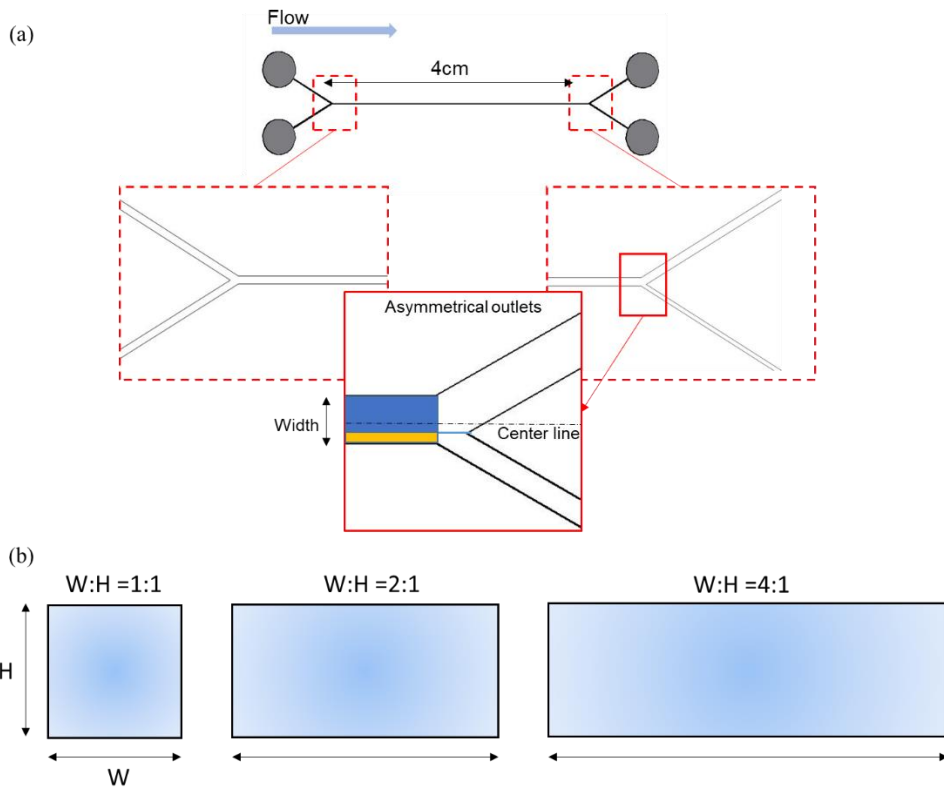 (a)
Flow
4cm
Asymmetrical outlets
Width
Center line
(b)
W:H =1:1
W:H =2:1
W:H =4:1
H
W